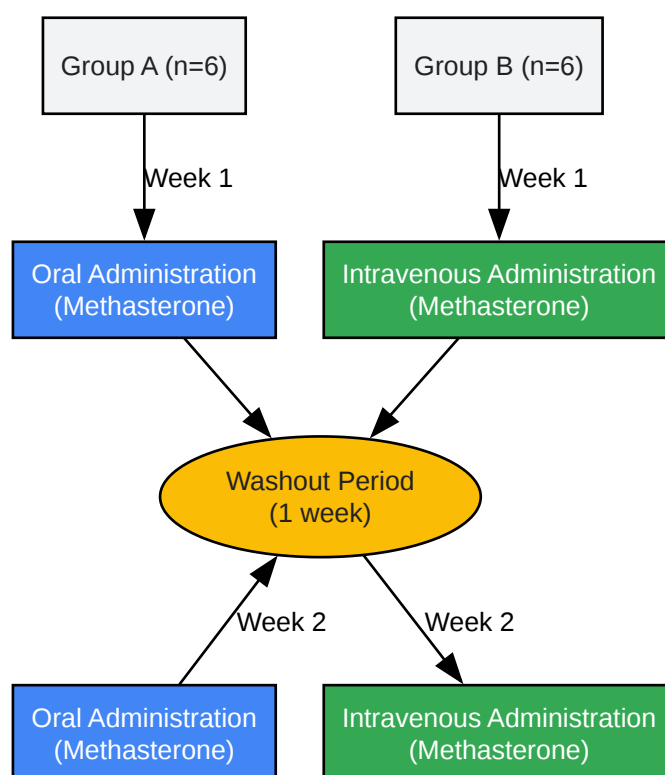 Group A (n=6)
Group B (n=6)
Week 1
Week 1
Oral Administration
(Methasterone)
Intravenous Administration
(Methasterone)
Washout Period
(1 week)
Week 2
Week 2
Oral Administration
(Methasterone)
Intravenous Administration
(Methasterone)